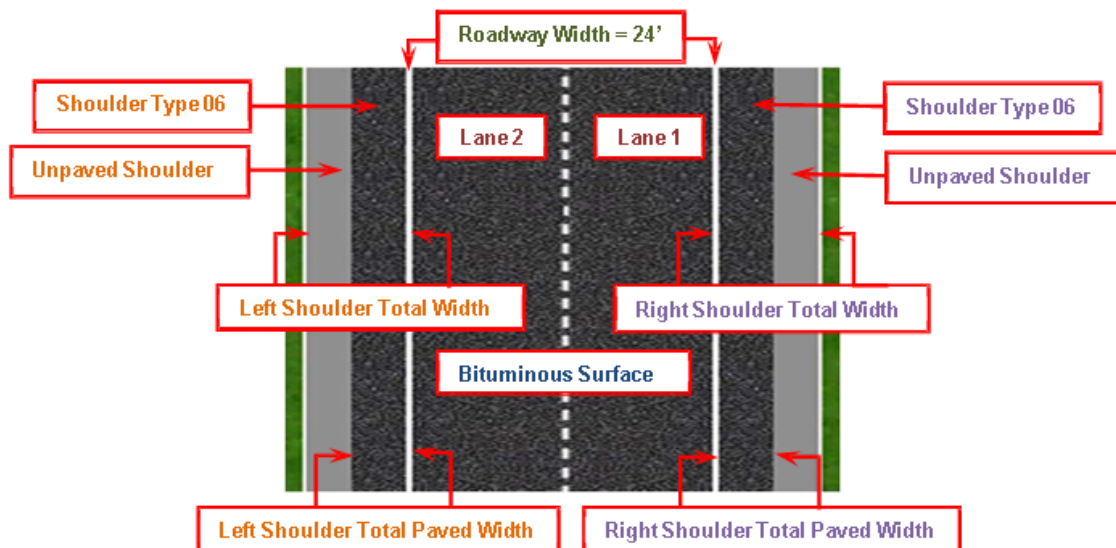 Roadway Width = 24’
Shoulder Type 06
Shoulder Type 06
Lane 2
Lane 1
Unpaved Shoulder
Unpaved Shoulder
Left Shoulder Total Width
Right Shoulder Total Width
Bituminous Surface
Left Shoulder Total Paved Width
Right Shoulder Total Paved Width